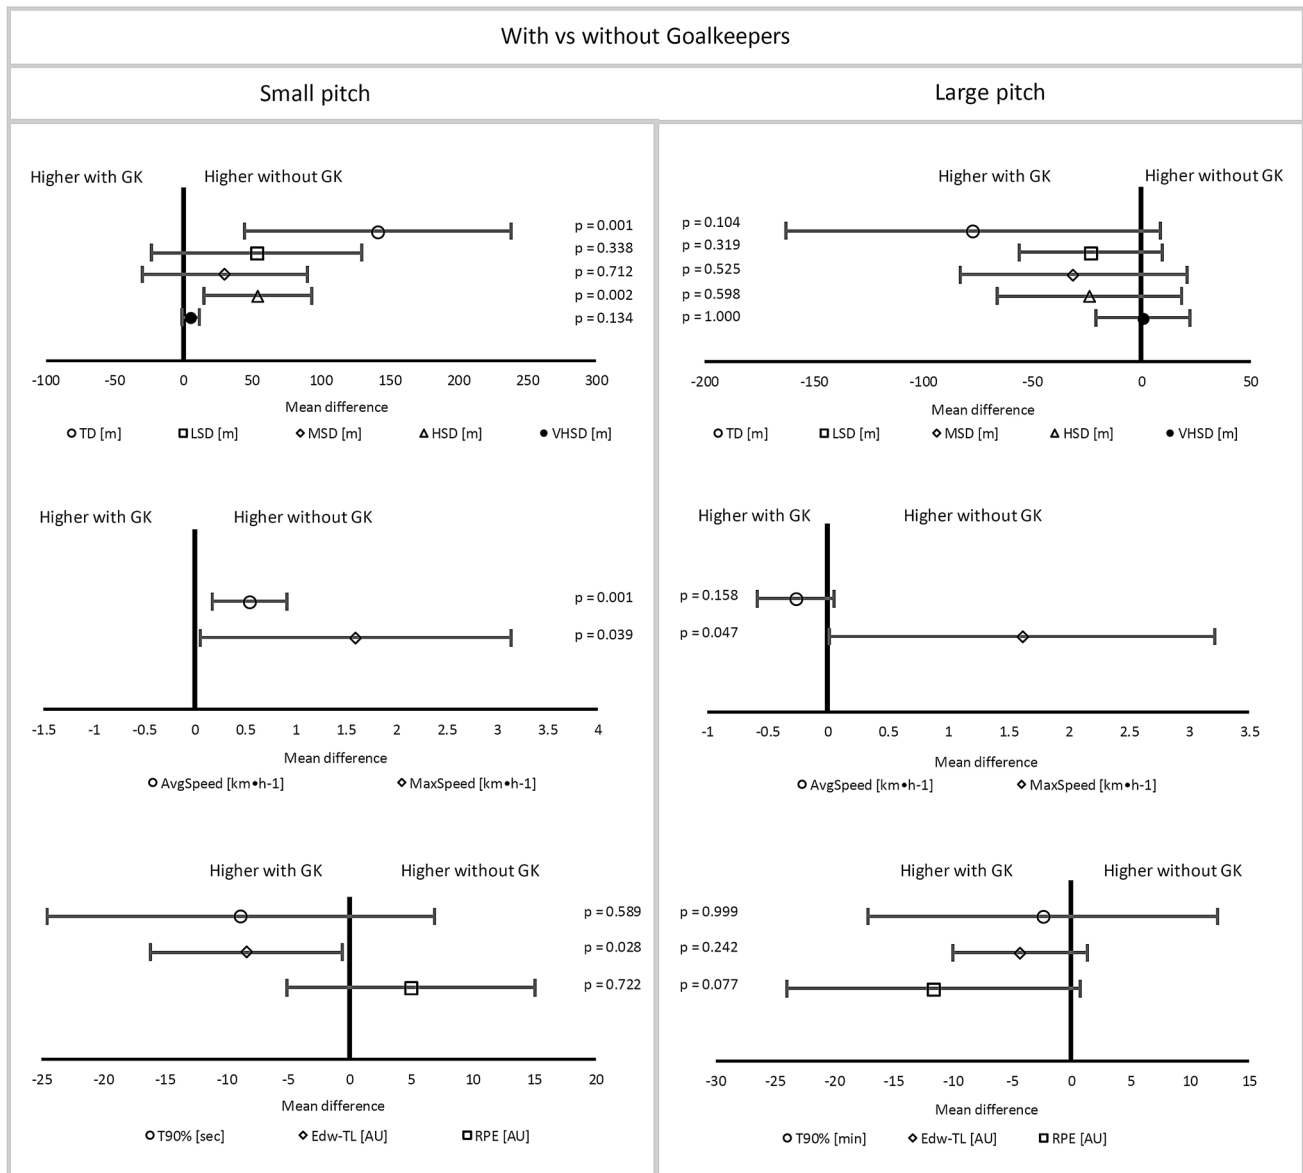 With vs without Goalkeepers
Small pitch
Higher with GK Higher without GK
p = 0.001
p = 0.338
p = 0.712
p = 0.002
p = 0.134
-100 -50 0 50 100 150 200 250 300
Mean difference
TD [m] LSD [m] MSD [m] HSD [m] VHSD [m]
Higher with GK Higher without GK
p = 0.001
p = 0.039
-1.5 -1 -0.5 0 0.5 1 1.5 2 2.5 3 3.5 4
Mean difference
AvgSpeed [km•h-1] MaxSpeed [km•h-1]
Higher with GK Higher without GK
p = 0.589
p = 0.028
p = 0.722
-25 -20 -15 -10 -5 0 5 10 15 20
Mean difference
T90% [sec] Edw-TL [AU] RPE [AU]
Large pitch
Higher with GK Higher without GK
p = 0.104
p = 0.319
p = 0.525
p = 0.598
p = 1.000
-200 -150 -100 -50 0 50
Mean difference
TD [m] LSD [m] MSD [m] HSD [m] VHSD [m]
Higher with GK Higher without GK
p = 0.158
p = 0.047
-1 -0.5 0 0.5 1 1.5 2 2.5 3 3.5
Mean difference
AvgSpeed [km•h-1] MaxSpeed [km•h-1]
Higher with GK Higher without GK
p = 0.999
p = 0.242
p = 0.077
-30 -25 -20 -15 -10 -5 0 5 10 15
Mean difference
T90% [min] Edw-TL [AU] RPE [AU]